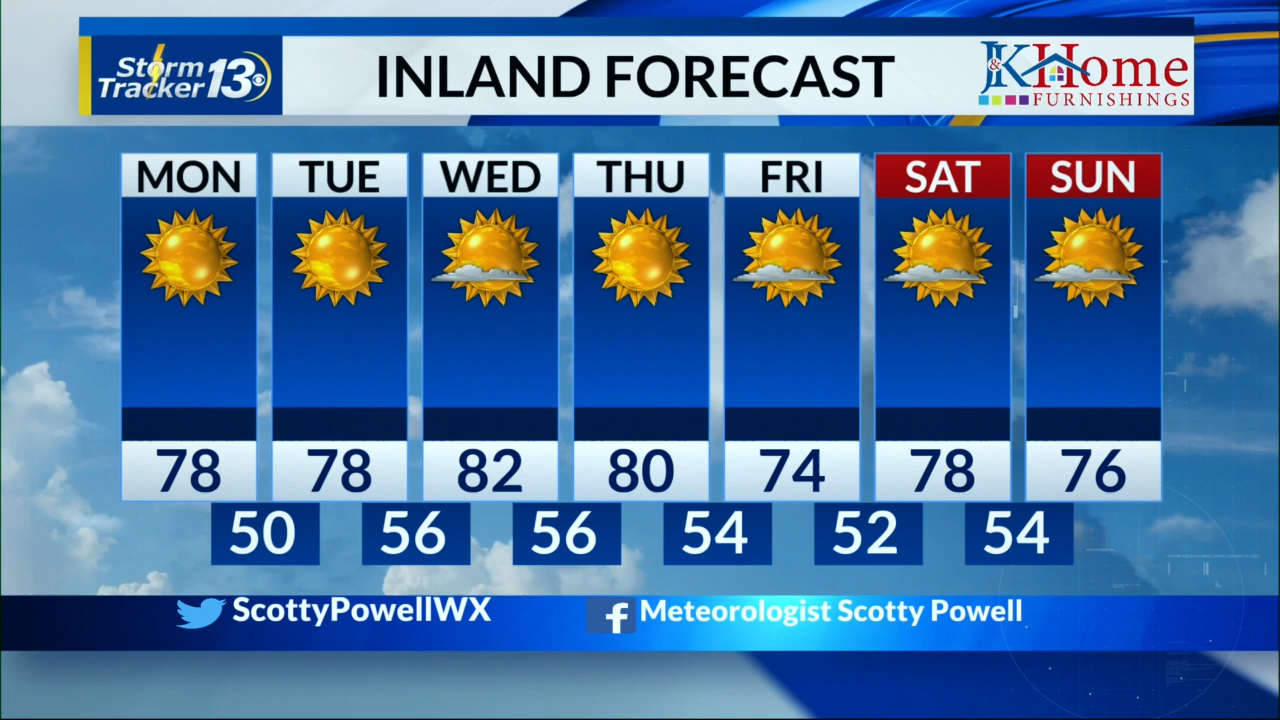 Storm
Tracker 13
INLAND FORECAST
J&K Home
FURNISHINGS
MON TUE WED THU FRI SAT SUN
78 78 82 80 74 78 76
50 56 56 54 52 54
ScottyPowellWX
f Meteorologist Scotty Powell